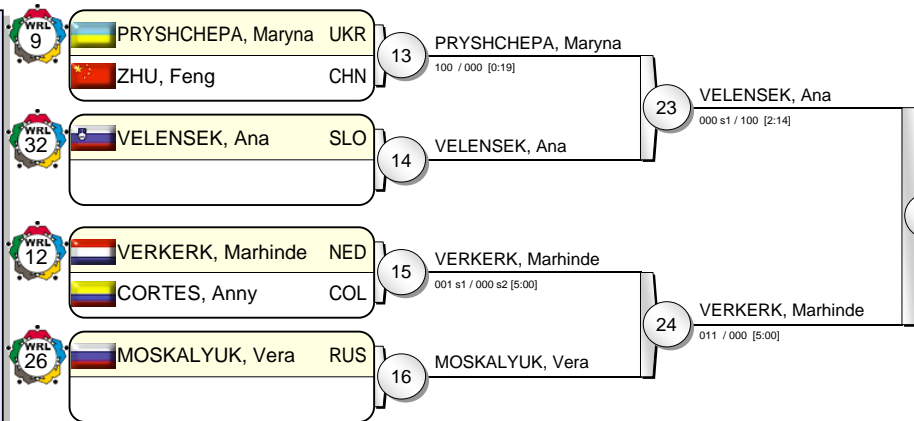 WRL 9 PRYSHCHEPA, Maryna UKR
ZHU, Feng CHN
13
PRYSHCHEPA, Maryna
100 / 000 [0:19]
WRL 32 VELENSEK, Ana SLO
14
VELENSEK, Ana
23
VELENSEK, Ana
000 s1 / 100 [2:14]
WRL 12 VERKERK, Marhinde NED
CORTES, Anny COL
15
VERKERK, Marhinde
001 s1 / 000 s2 [5:00]
WRL 26 MOSKALYUK, Vera RUS
16
MOSKALYUK, Vera
24
VERKERK, Marhinde
011 / 000 [5:00]